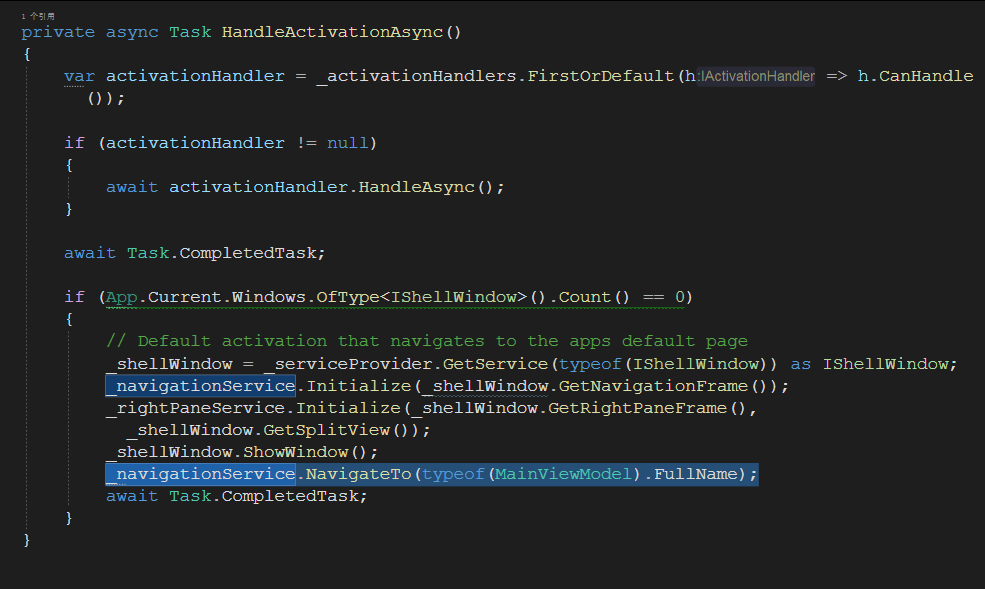 1 个引用
private async Task HandleActivationAsync()
{
var activationHandler = _activationHandlers.FirstOrDefault(h:IActivationHandler => h.CanHandle
());
if (activationHandler != null)
{
await activationHandler.HandleAsync();
}
await Task.CompletedTask;
if (App.Current.Windows.OfType<IShellWindow>().Count() == 0)
{
// Default activation that navigates to the apps default page
_shellWindow = _serviceProvider.GetService(typeof(IShellWindow)) as IShellWindow;
_navigationService.Initialize(_shellWindow.GetNavigationFrame());
_rightPaneService.Initialize(_shellWindow.GetRightPaneFrame(),
_shellWindow.GetSplitView());
_shellWindow.ShowWindow();
_navigationService.NavigateTo(typeof(MainViewModel).FullName);
await Task.CompletedTask;
}
}